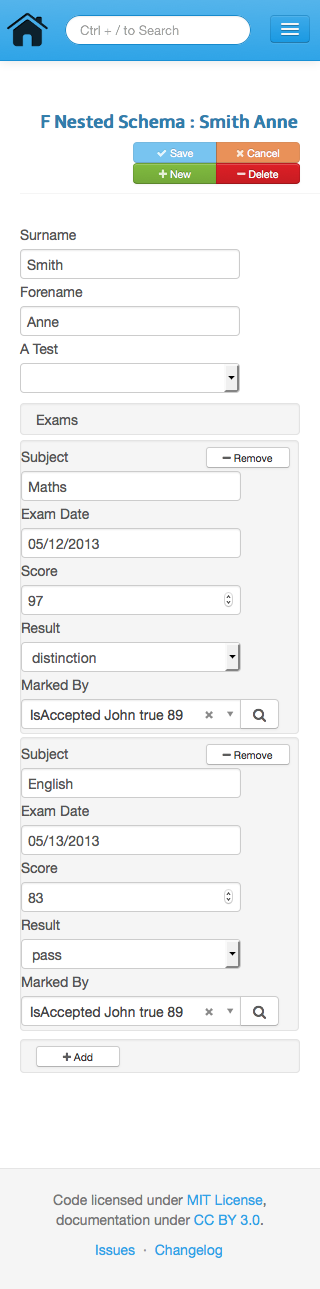 Ctrl + / to Search
F Nested Schema : Smith Anne
Save Cancel
New Delete
Surname
Smith
Forename
Anne
A Test
Exams
Subject Remove
Maths
Exam Date
05/12/2013
Score
97
Result
distinction
Marked By
IsAccepted John true 89
Subject Remove
English
Exam Date
05/13/2013
Score
83
Result
pass
Marked By
IsAccepted John true 89
Add
Code licensed under MIT License,
documentation under CC BY 3.0.
Issues · Changelog